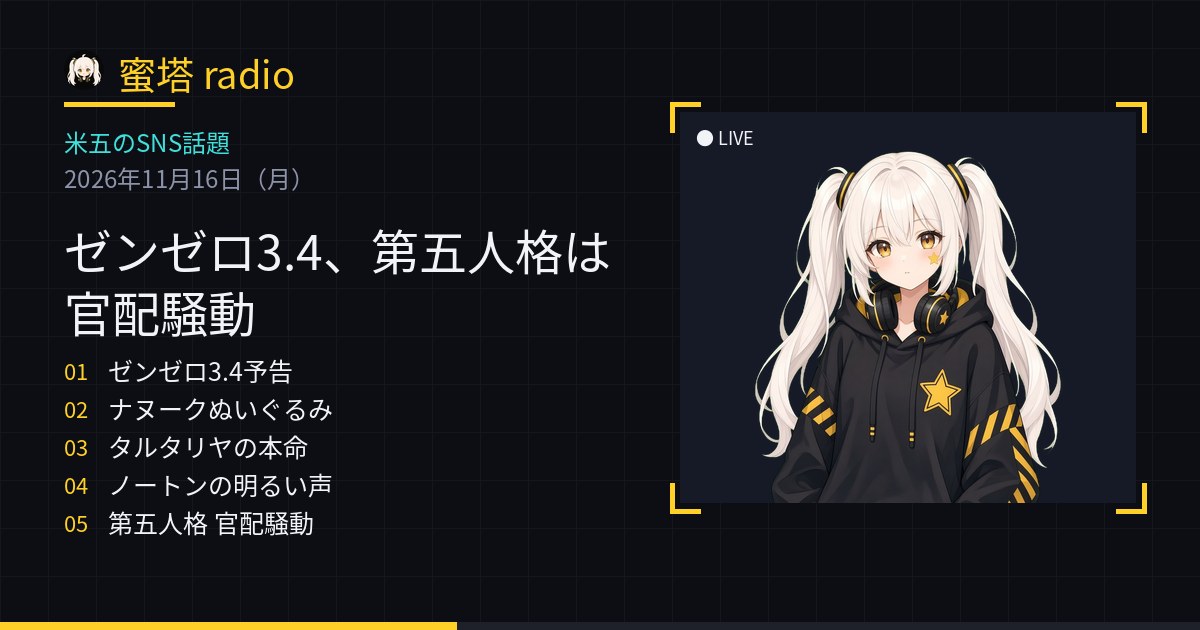 蜜塔 radio
米五のSNS話題
2026年11月16日（月）
ゼンゼロ3.4、第五人格は
官配騒動
01 ゼンゼロ3.4予告
02 ナヌークぬいぐるみ
03 タルタリヤの本命
04 ノートンの明るい声
05 第五人格 官配騒動
LIVE